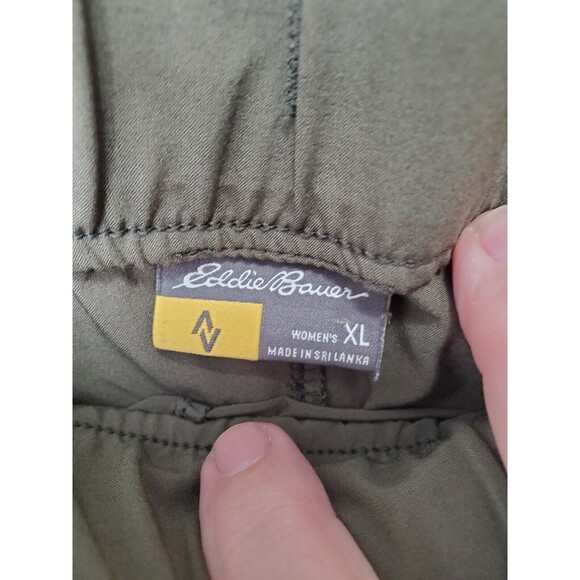 Eddie Bauer
WOMEN'S XL
MADE IN SRI LANKA